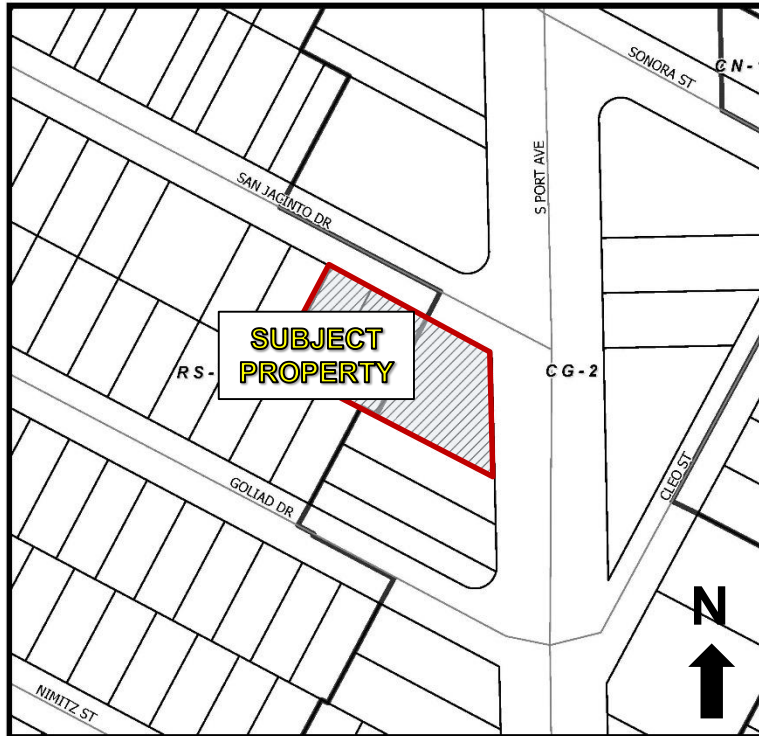 SONORA ST
CN-
S PORT AVE
SAN JACINTO DR
SUBJECT
PROPERTY
RS-
CG-2
GOLIAD DR
CLEO ST
N
NIMITZ ST